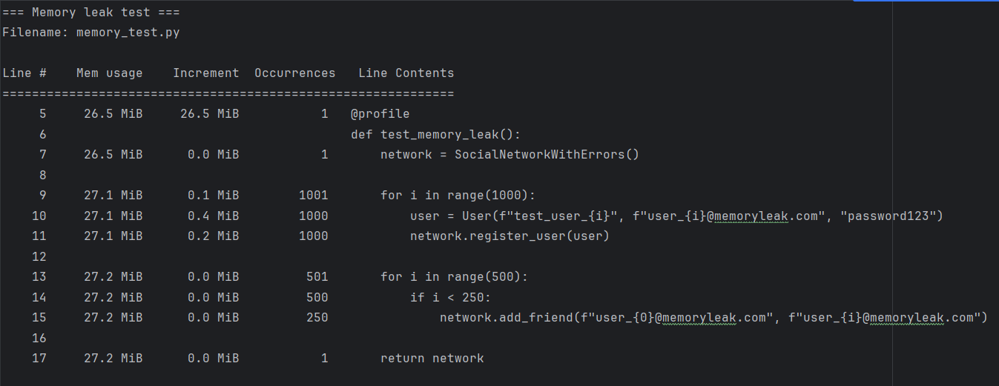 === Memory leak test ===
Filename: memory_test.py
Line #    Mem usage    Increment  Occurrences   Line Contents
=============================================================
     5     26.5 MiB     26.5 MiB           1   @profile
     6                                         def test_memory_leak():
     7     26.5 MiB      0.0 MiB           1       network = SocialNetworkWithErrors()
     8
     9     27.1 MiB      0.1 MiB        1001       for i in range(1000):
    10     27.1 MiB      0.4 MiB        1000           user = User(f"test_user_{i}", f"user_{i}@memoryleak.com", "password123")
    11     27.1 MiB      0.2 MiB        1000           network.register_user(user)
    12
    13     27.2 MiB      0.0 MiB         501       for i in range(500):
    14     27.2 MiB      0.0 MiB         500           if i < 250:
    15     27.2 MiB      0.0 MiB         250               network.add_friend(f"user_{0}@memoryleak.com", f"user_{i}@memoryleak.com")
    16
    17     27.2 MiB      0.0 MiB           1       return network